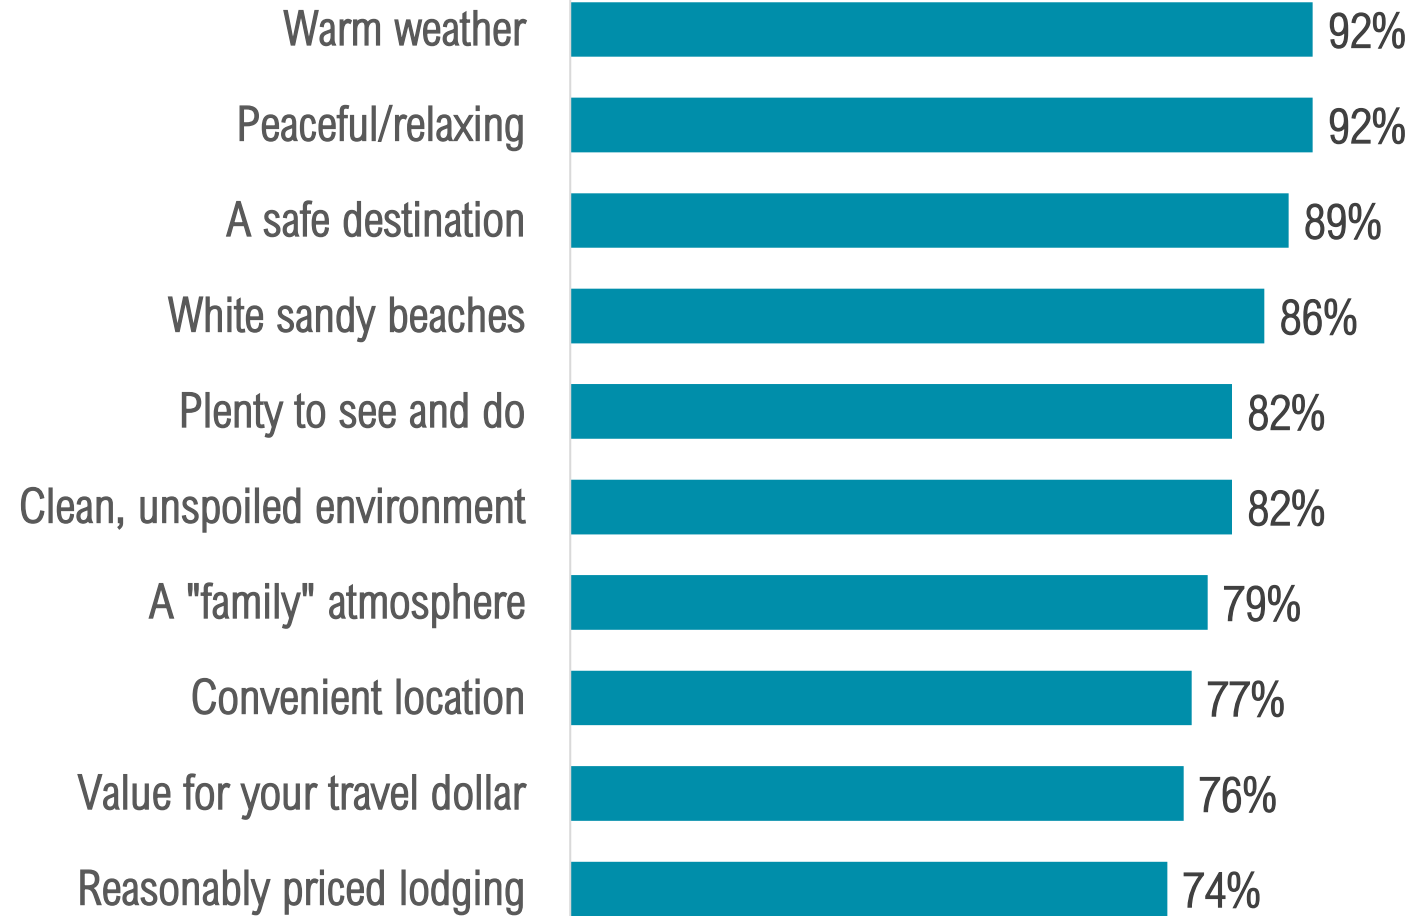 Warm weather 92%
Peaceful/relaxing 92%
A safe destination 89%
White sandy beaches 86%
Plenty to see and do 82%
Clean, unspoiled environment 82%
A "family" atmosphere 79%
Convenient location 77%
Value for your travel dollar 76%
Reasonably priced lodging 74%